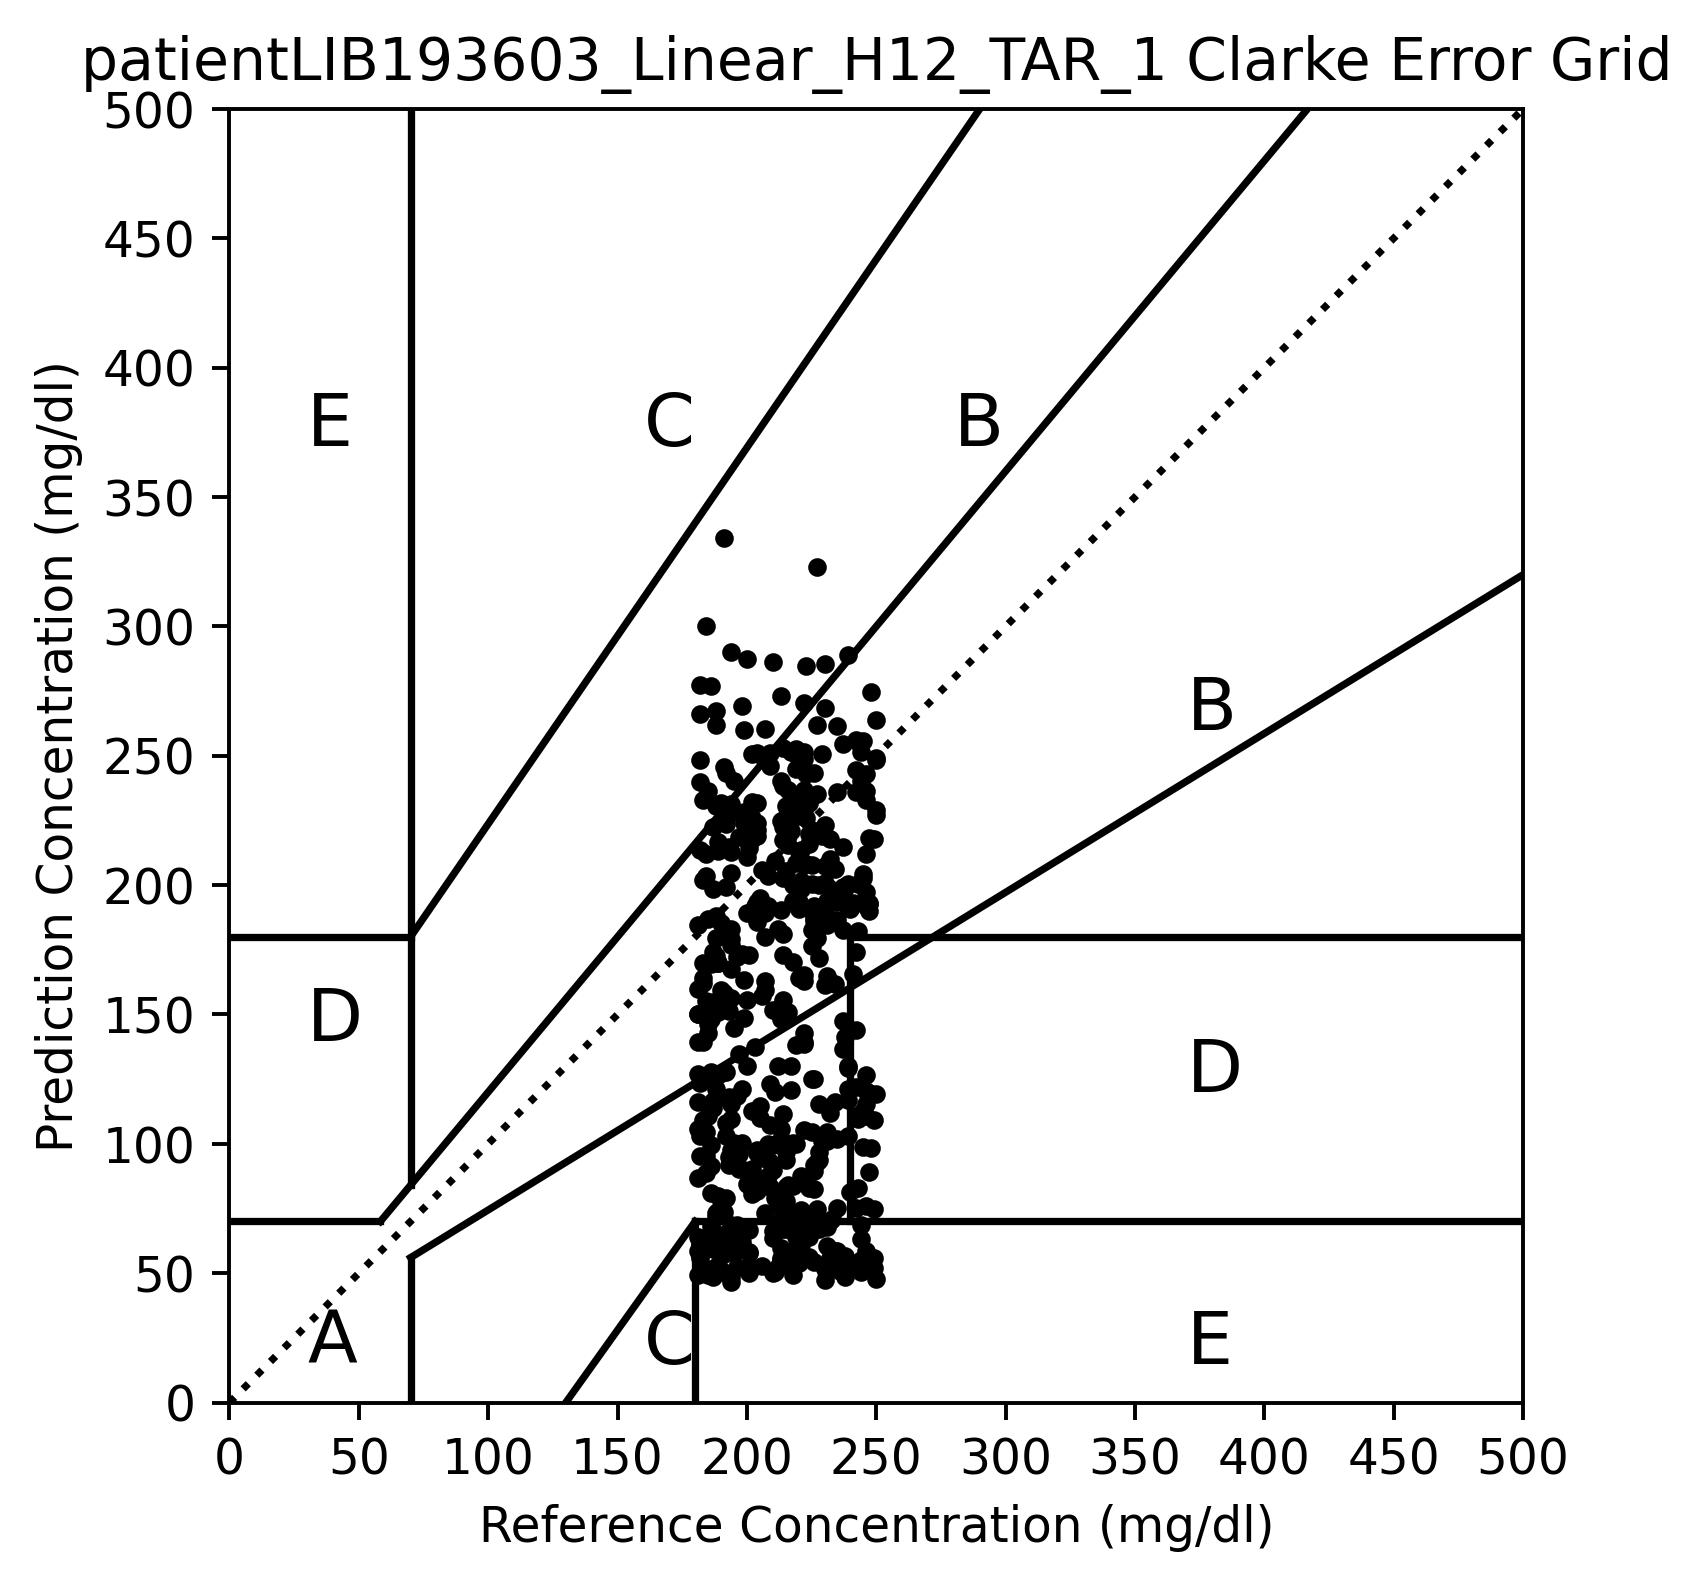 patientLIB193603_Linear_H12_TAR_1 Clarke Error Grid
500
450
400
350
300
250
200
150
100
50
0
Prediction Concentration (mg/dl)
E
C
B
B
D
D
A
C
E
0 50 100 150 200 250 300 350 400 450 500
Reference Concentration (mg/dl)